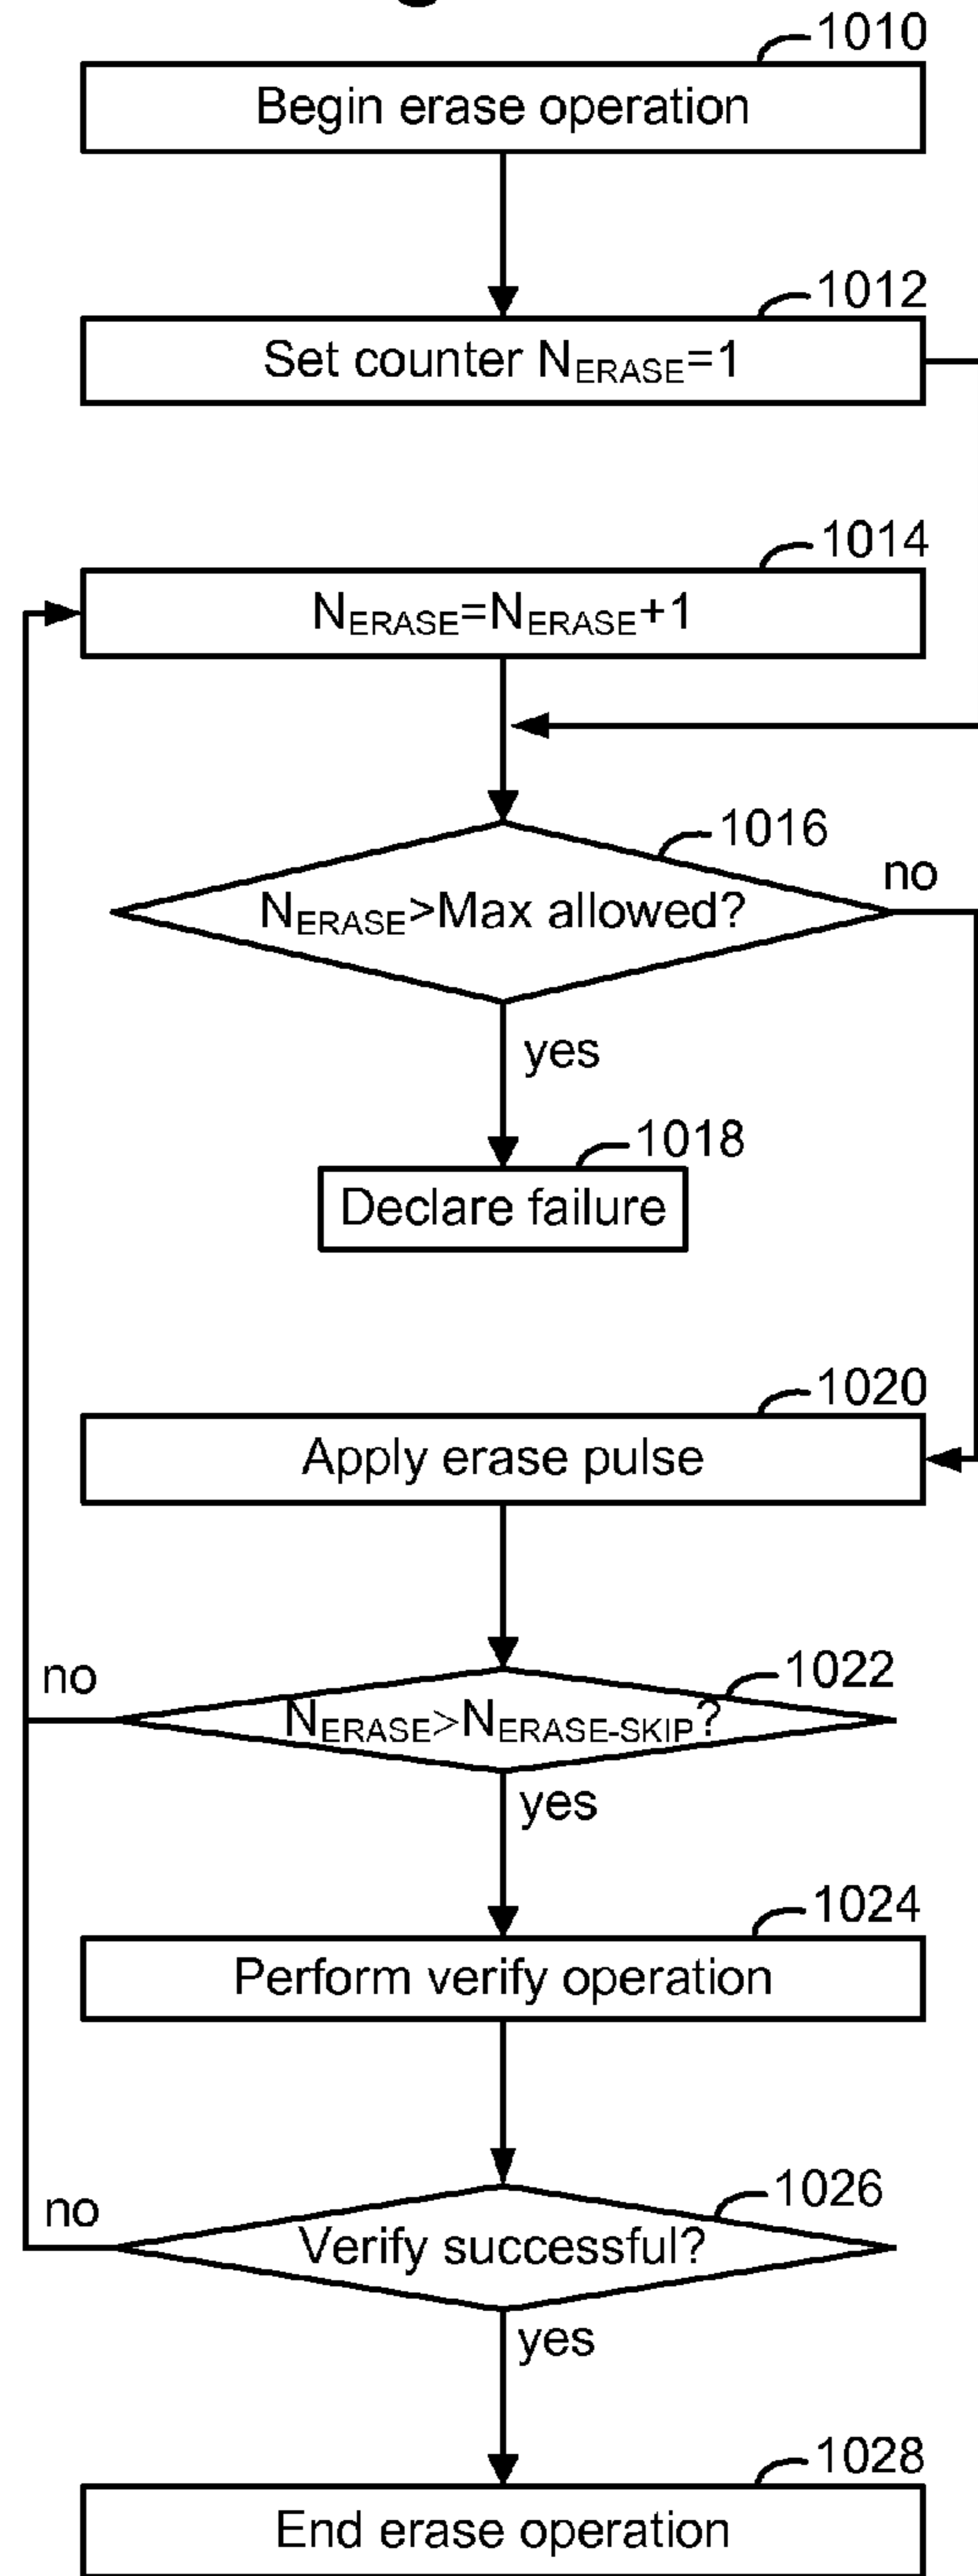 1010
Begin erase operation
1012
Set counter NERASE=1
1014
NERASE=NERASE+1
1016
NERASE>Max allowed?
no
yes
1018
Declare failure
1020
Apply erase pulse
1022
no
NERASE>NERASE-SKIP?
yes
1024
Perform verify operation
1026
no
Verify successful?
yes
1028
End erase operation